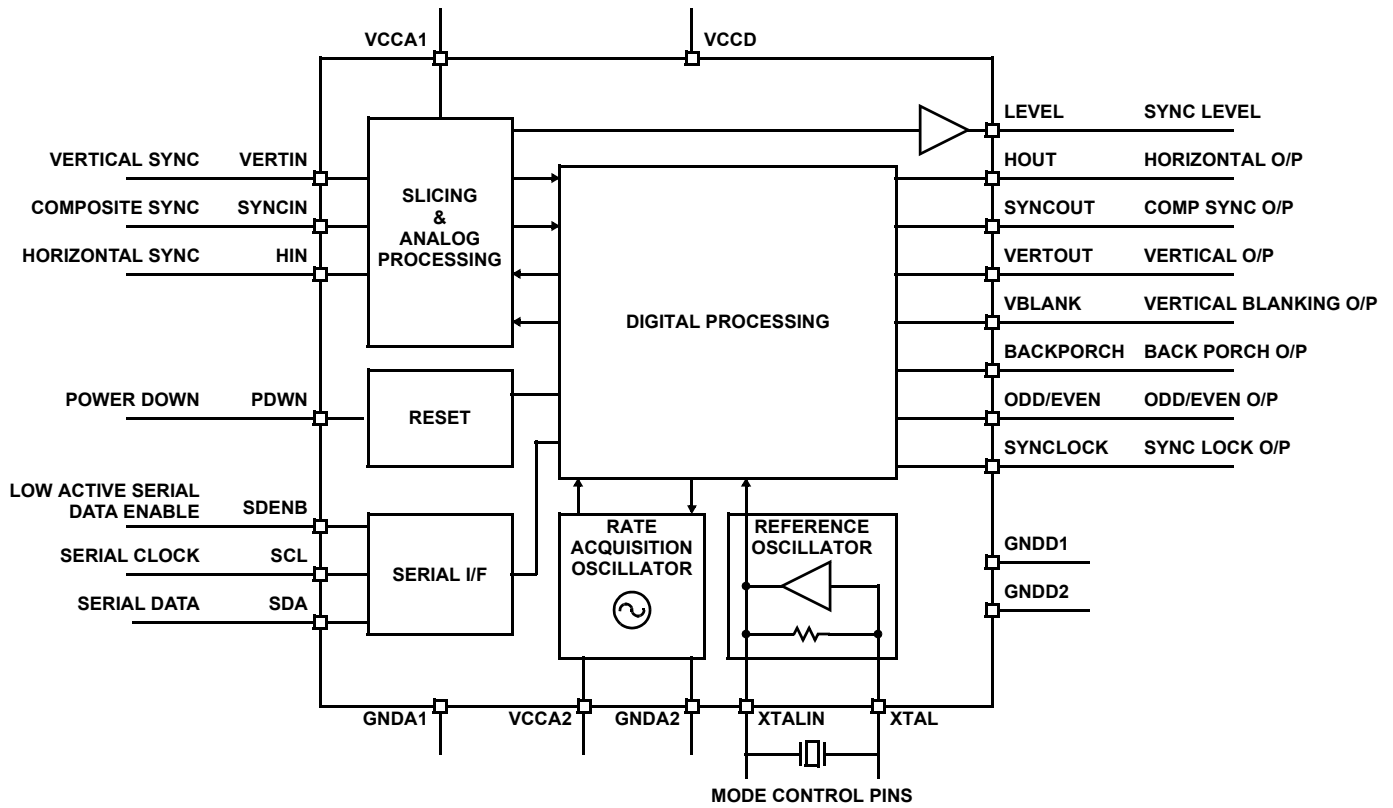 VCCA1
VCCD
LEVEL SYNC LEVEL
VERTICAL SYNC VERTIN
HOUT HORIZONTAL O/P
SLICING
&
ANALOG
PROCESSING
COMPOSITE SYNC SYNCIN
SYNCOUT COMP SYNC O/P
HORIZONTAL SYNC HIN
VERTOUT VERTICAL O/P
DIGITAL PROCESSING
VBLANK VERTICAL BLANKING O/P
BACKPORCH BACK PORCH O/P
POWER DOWN PDWN
RESET
ODD/EVEN ODD/EVEN O/P
SYNCLOCK SYNC LOCK O/P
LOW ACTIVE SERIAL
DATA ENABLE SDENB
RATE
ACQUISITION
OSCILLATOR
REFERENCE
OSCILLATOR
GNDD1
SERIAL CLOCK SCL
SERIAL I/F
GNDD2
SERIAL DATA SDA
GNDA1
VCCA2
GNDA2
XTALIN
XTAL
MODE CONTROL PINS